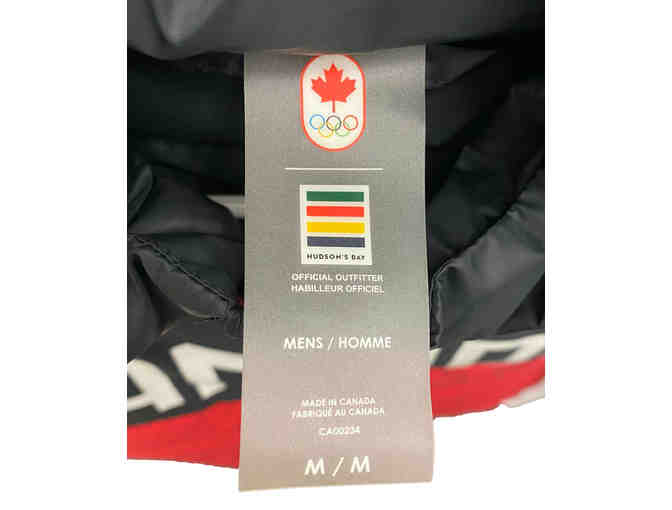 HUDSON'S BAY
OFFICIAL OUTFITTER
HABILLEUR OFFICIEL
MENS / HOMME
MADE IN CANADA
FABRIQUÉ AU CANADA
CA00234
M / M